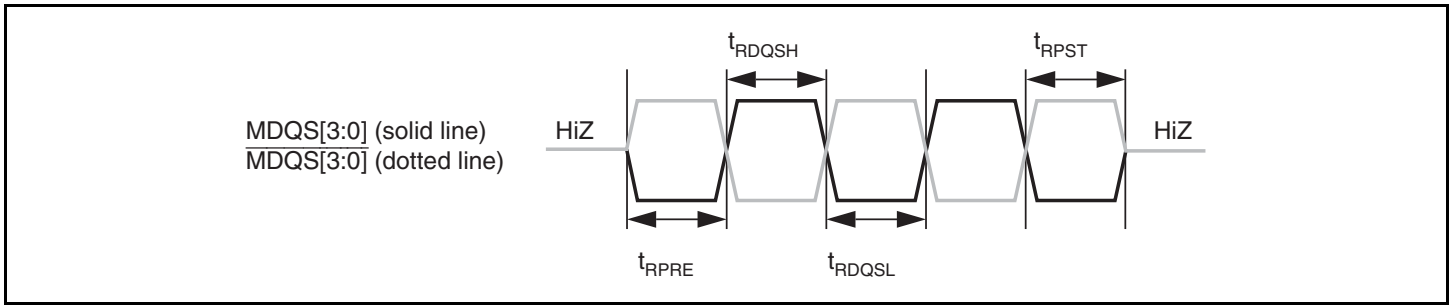 tRDQSH
tRPST
MDQS[3:0] (solid line)
HiZ
HiZ
MDQS[3:0] (dotted line)
tRPRE
tRDQSL